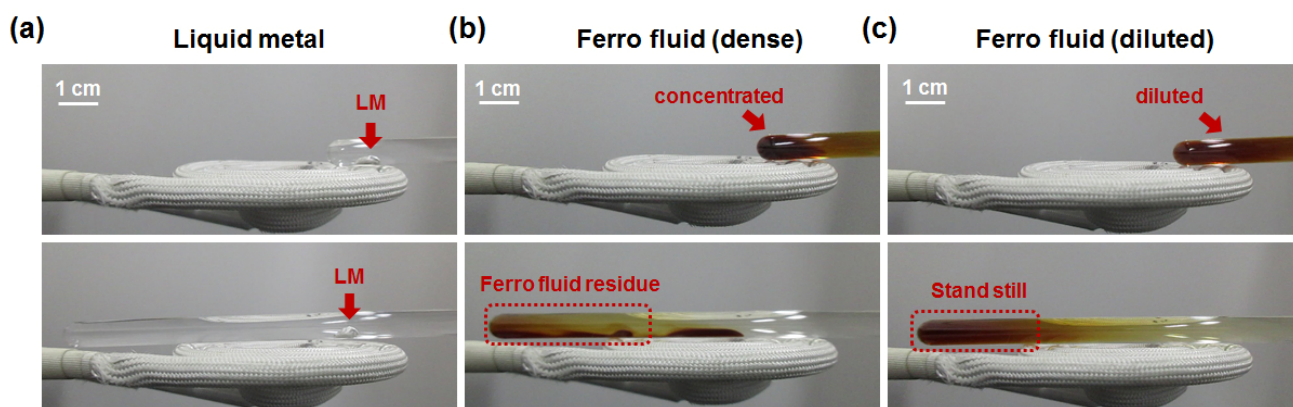 (a)
Liquid metal
(b)
Ferro fluid (dense)
(c)
Ferro fluid (diluted)
1 cm
LM
1 cm
concentrated
1 cm
diluted
LM
Ferro fluid residue
Stand still